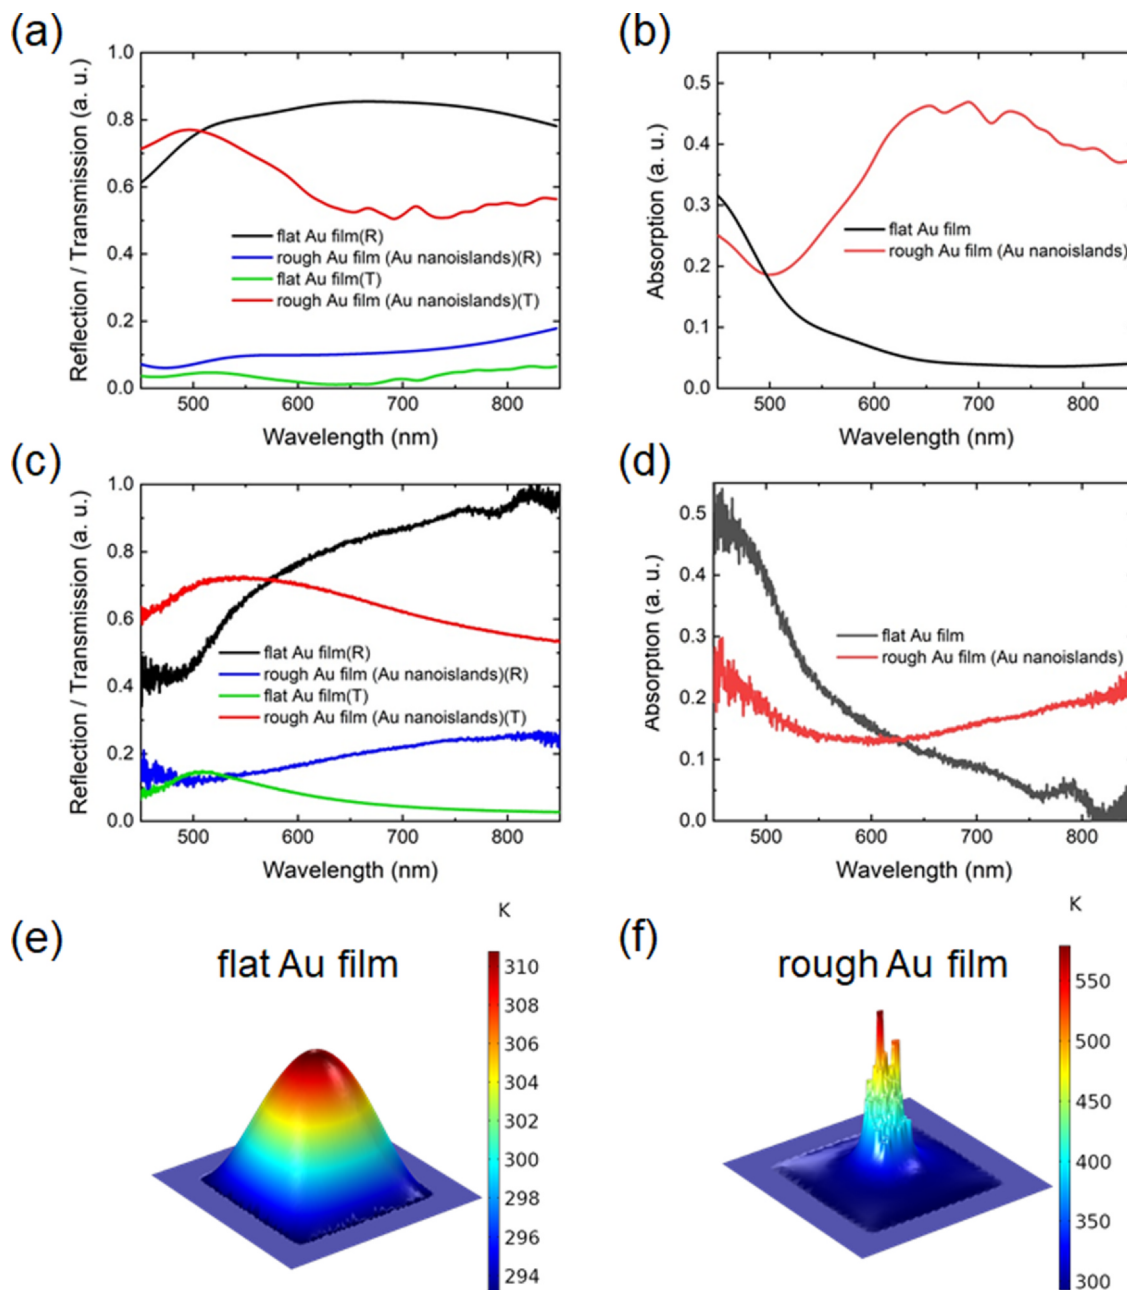 (a)
1.0
0.8
0.6
0.4
0.2
0.0
Reflection / Transmission (a. u.)
flat Au film(R)
rough Au film (Au nanoislands)(R)
flat Au film(T)
rough Au film (Au nanoislands)(T)
500 600 700 800
Wavelength (nm)
(b)
0.5
0.4
0.3
0.2
0.1
0.0
Absorption (a. u.)
flat Au film
rough Au film (Au nanoislands)
500 600 700 800
Wavelength (nm)
(c)
1.0
0.8
0.6
0.4
0.2
0.0
Reflection / Transmission (a. u.)
flat Au film(R)
rough Au film (Au nanoislands)(R)
flat Au film(T)
rough Au film (Au nanoislands)(T)
500 600 700 800
Wavelength (nm)
(d)
0.5
0.4
0.3
0.2
0.1
0.0
Absorption (a. u.)
flat Au film
rough Au film (Au nanoislands)
500 600 700 800
Wavelength (nm)
(e)
flat Au film
K
310
308
306
304
302
300
298
296
294
(f)
rough Au film
K
550
500
450
400
350
300